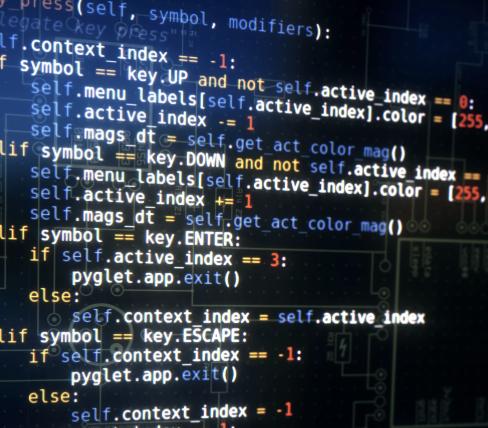 press(self, symbol, modifiers):
legate key press"""
lf.context_index == -1:
f symbol == key.UP and not self.active_index == 0:
self.menu_labels[self.active_index].color = [255,
self.active_index -= 1
self.mags_dt = self.get_act_color_mag()
lif symbol == key.DOWN and not self.active_index ==
self.menu_labels[self.active_index].color = [255,
self.active_index += 1
self.mags_dt = self.get_act_color_mag()
lif symbol == key.ENTER:
if self.active_index == 3:
pyglet.app.exit()
else:
self.context_index = self.active_index
lif symbol == key.ESCAPE:
if self.context_index == -1:
pyglet.app.exit()
else:
self.context_index = -1